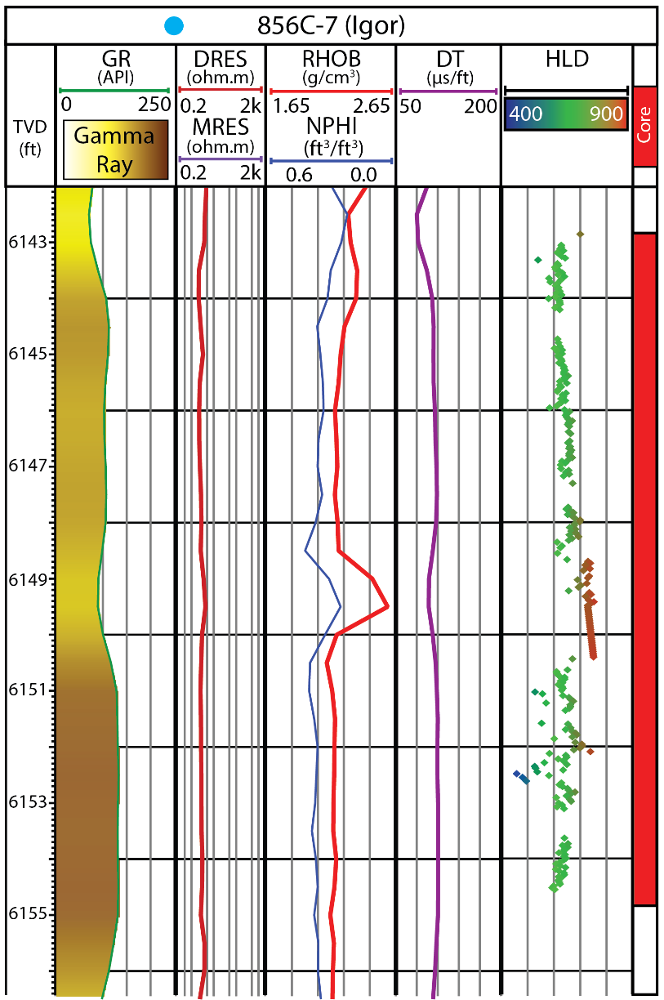 856C-7 (Igor)
TVD
(ft)
GR
(API)
0 250
Gamma
Ray
DRES
(ohm.m)
0.2 2k
MRES
(ohm.m)
0.2 2k
RHOB
(g/cm³)
1.65 2.65
NPHI
(ft³/ft³)
0.6 0.0
DT
(µs/ft)
50 200
HLD
400 900
Core
6143
6145
6147
6149
6151
6153
6155